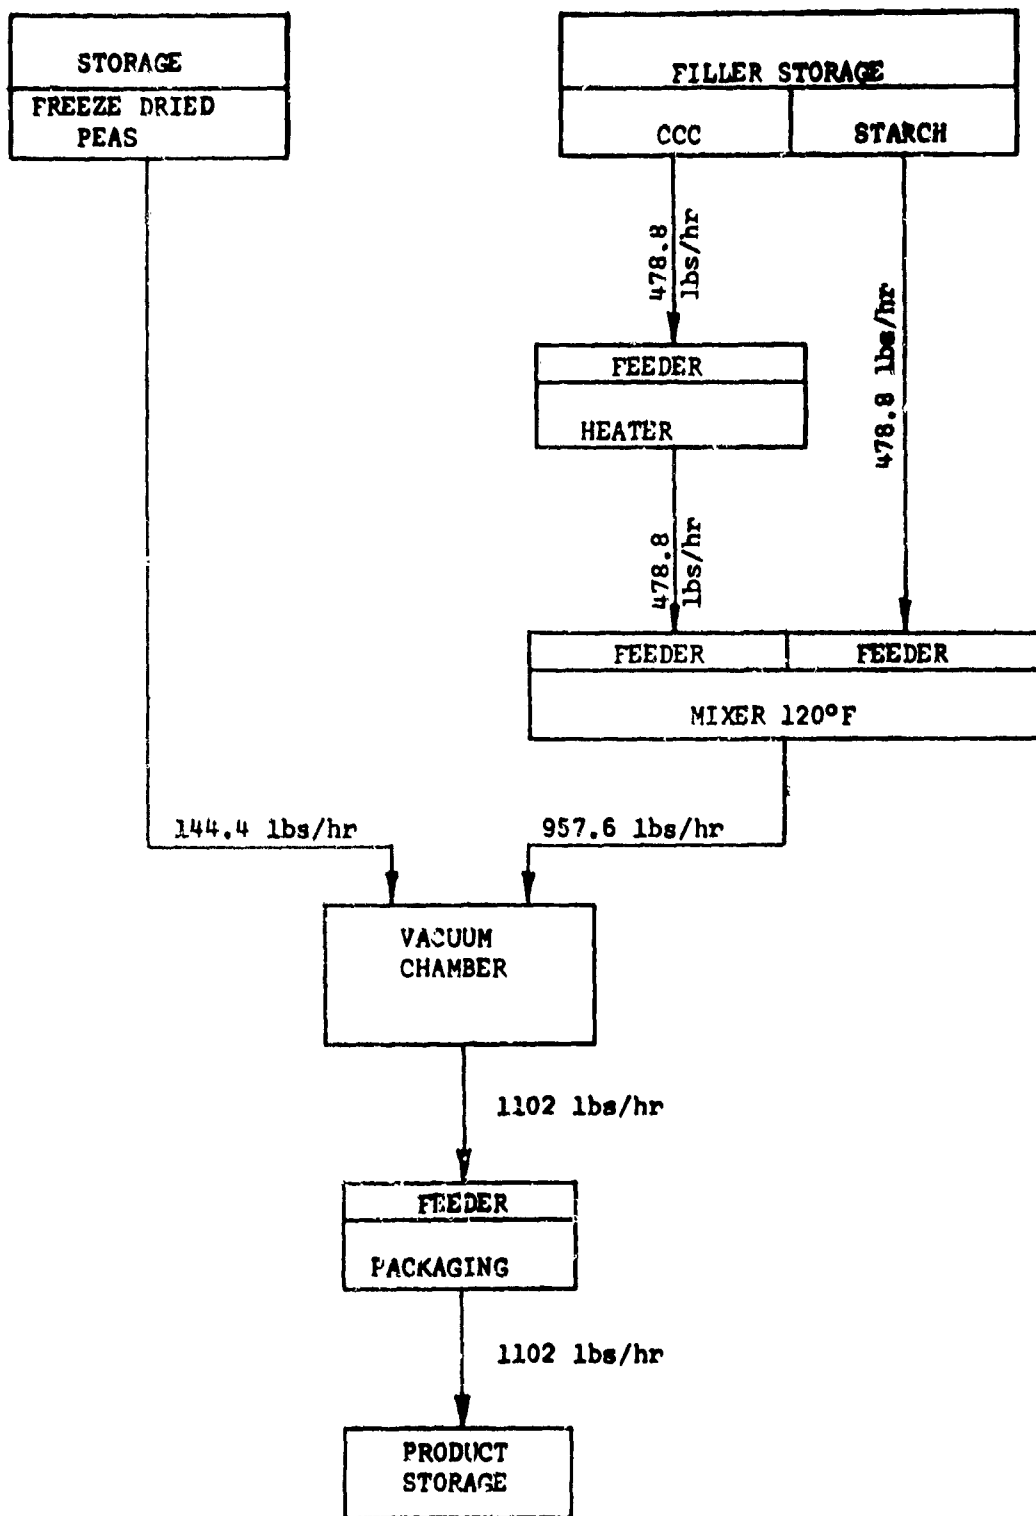 STORAGE
FREEZE DRIED
PEAS
FILLER STORAGE
CCC
STARCH
478.8
lbs/hr
478.8 lbs/hr
FEEDER
HEATER
478.8
lbs/hr
FEEDER
FEEDER
MIXER 120°F
144.4 lbs/hr
957.6 lbs/hr
VACUUM
CHAMBER
1102 lbs/hr
FEEDER
PACKAGING
1102 lbs/hr
PRODUCT
STORAGE